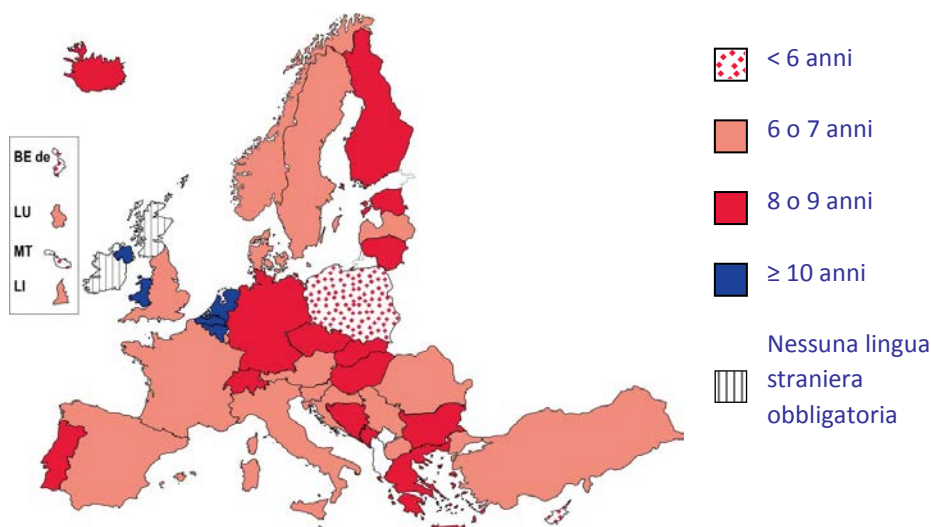 BE de
LU
MT
LI
< 6 anni
6 o 7 anni
8 o 9 anni
≥ 10 anni
Nessuna lingua
straniera
obbligatoria